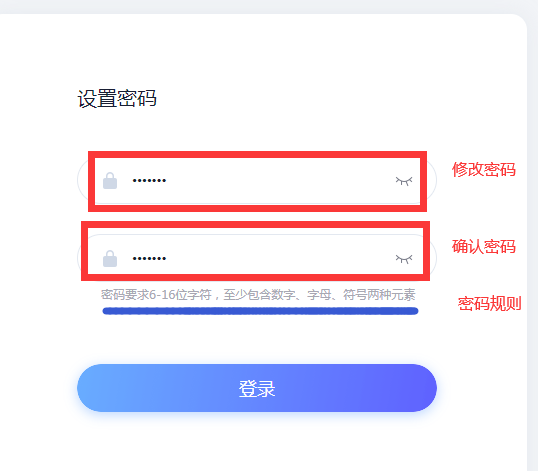 设置密码
•••••••
修改密码
•••••••
确认密码
密码要求6-16位字符，至少包含数字、字母、符号两种元素
密码规则
登录